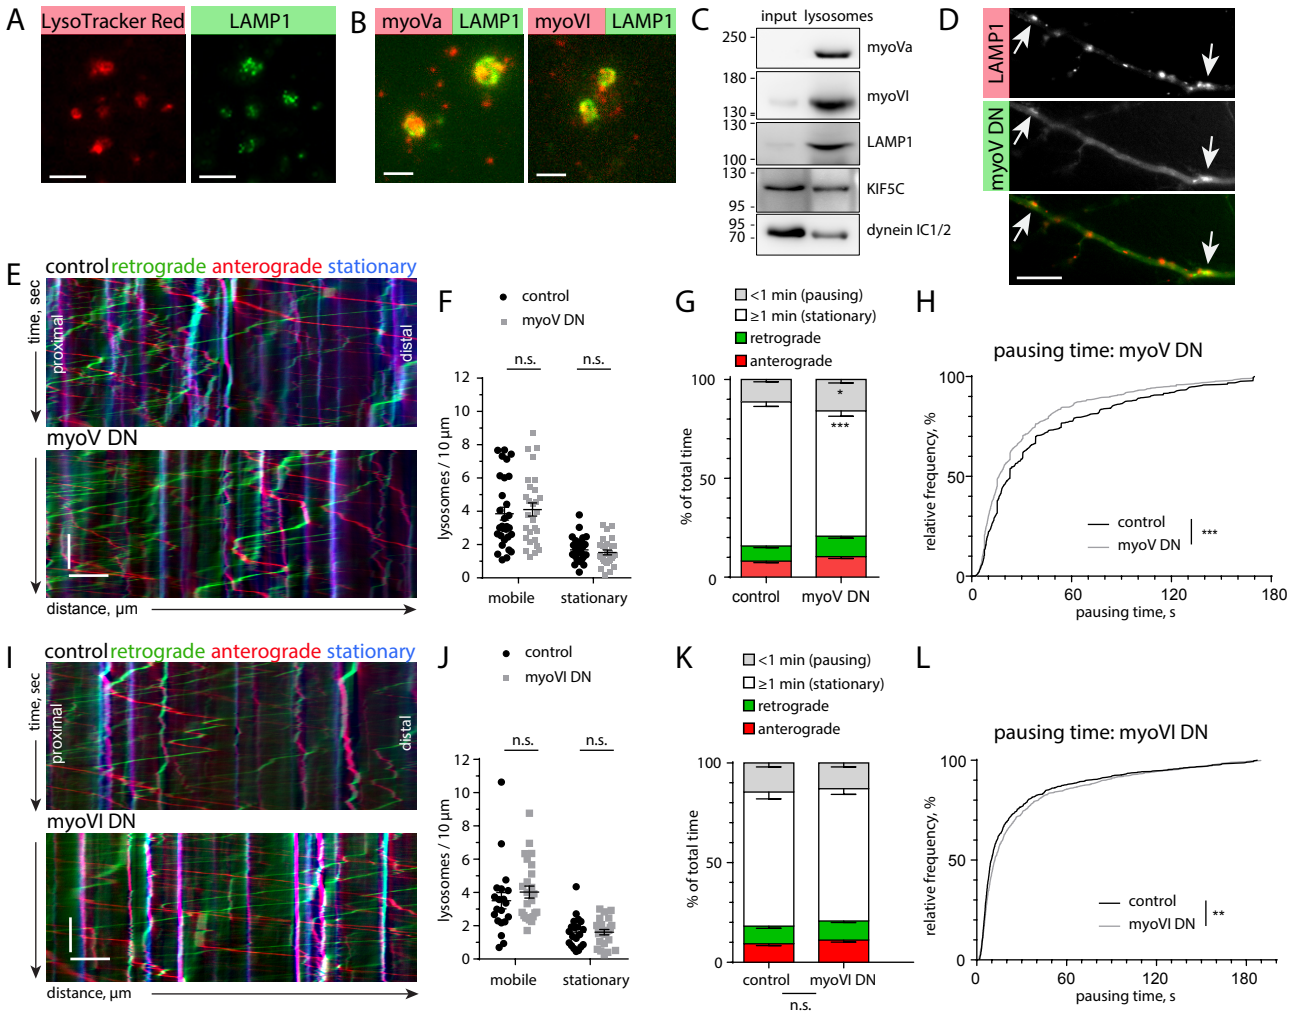 A
LysoTracker Red
LAMP1
B
myoVa
LAMP1
myoVI
LAMP1
C
input lysosomes
250
myoVa
180
myoVI
130
130
LAMP1
100
130
KIF5C
95
95
dynein IC1/2
70
D
LAMP1
myoV DN
E
control retrograde anterograde stationary
time, sec
proximal
distal
myoV DN
distance, µm
F
control
myoV DN
n.s.
n.s.
lysosomes / 10 µm
12
10
8
6
4
2
0
mobile
stationary
G
<1 min (pausing)
≥1 min (stationary)
retrograde
anterograde
% of total time
100
50
0
*
***
control
myoV DN
H
pausing time: myoV DN
relative frequency, %
100
50
0
control
myoV DN
***
0
60
120
180
pausing time, s
I
control retrograde anterograde stationary
time, sec
proximal
distal
myoVI DN
distance, µm
J
control
myoVI DN
n.s.
n.s.
lysosomes / 10 µm
12
10
8
6
4
2
0
mobile
stationary
K
<1 min (pausing)
≥1 min (stationary)
retrograde
anterograde
% of total time
100
50
0
control
myoVI DN
n.s.
L
pausing time: myoVI DN
relative frequency, %
100
50
0
control
myoVI DN
**
0
60
120
180
pausing time, s